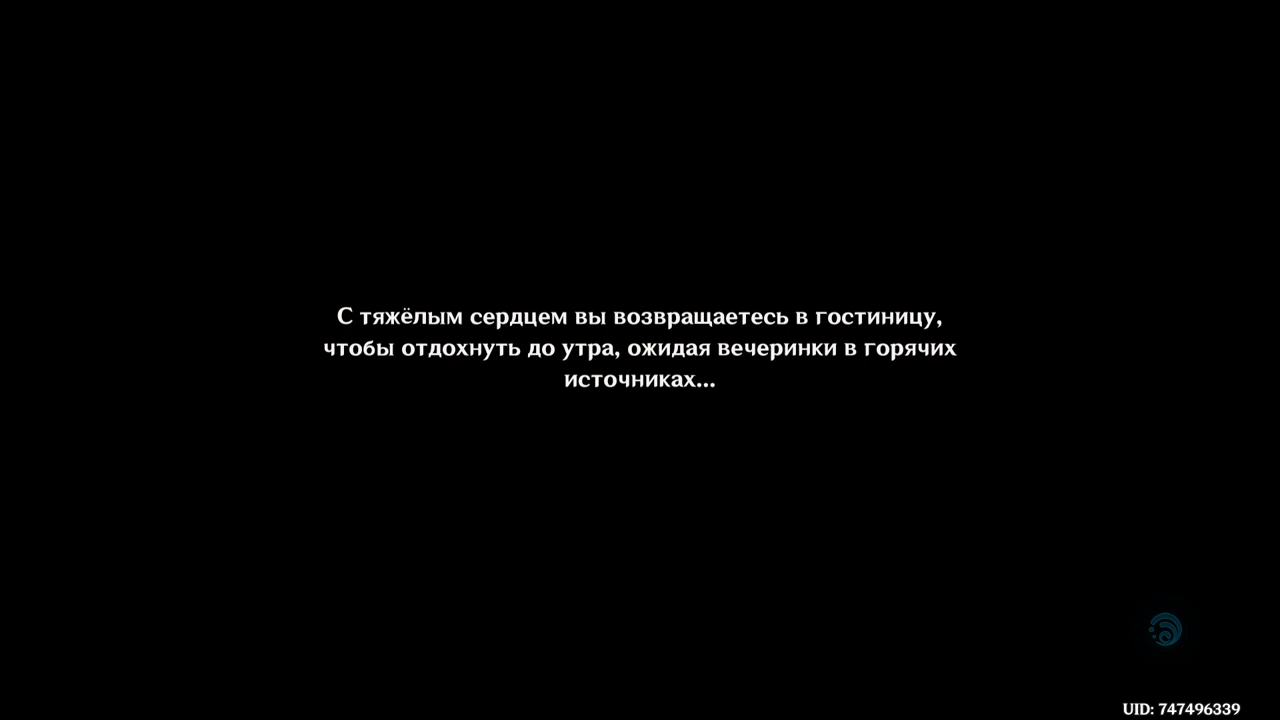 С тяжёлым сердцем вы возвращаетесь в гостиницу,
чтобы отдохнуть до утра, ожидая вечеринки в горячих
источниках...
UID: 747496339